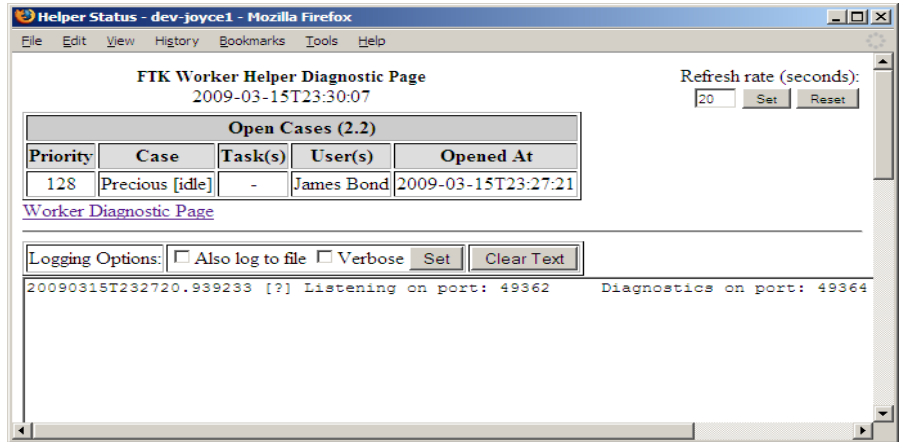 Helper Status - dev-joyce1 - Mozilla Firefox
File Edit View History Bookmarks Tools Help
FTK Worker Helper Diagnostic Page
2009-03-15T23:30:07
Refresh rate (seconds):
20 Set Reset
Open Cases (2.2)
Priority Case Task(s) User(s) Opened At
128 Precious [idle] - James Bond 2009-03-15T23:27:21
Worker Diagnostic Page
Logging Options: Also log to file Verbose Set Clear Text
20090315T232720.939233 [?] Listening on port: 49362 Diagnostics on port: 49364